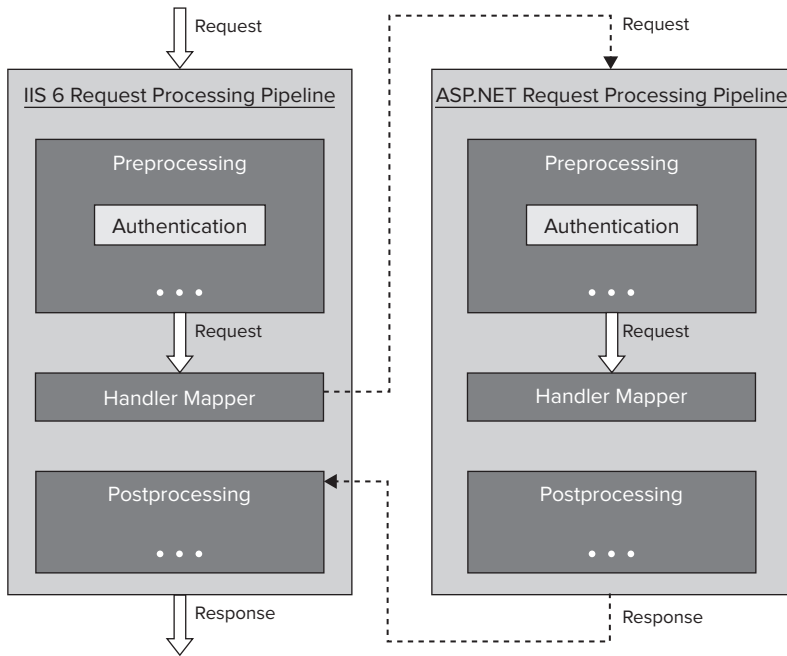 Request
IIS 6 Request Processing Pipeline
Preprocessing
Authentication
• • •
Request
Handler Mapper
Postprocessing
• • •
Response
Request
ASP.NET Request Processing Pipeline
Preprocessing
Authentication
• • •
Request
Handler Mapper
Postprocessing
• • •
Response